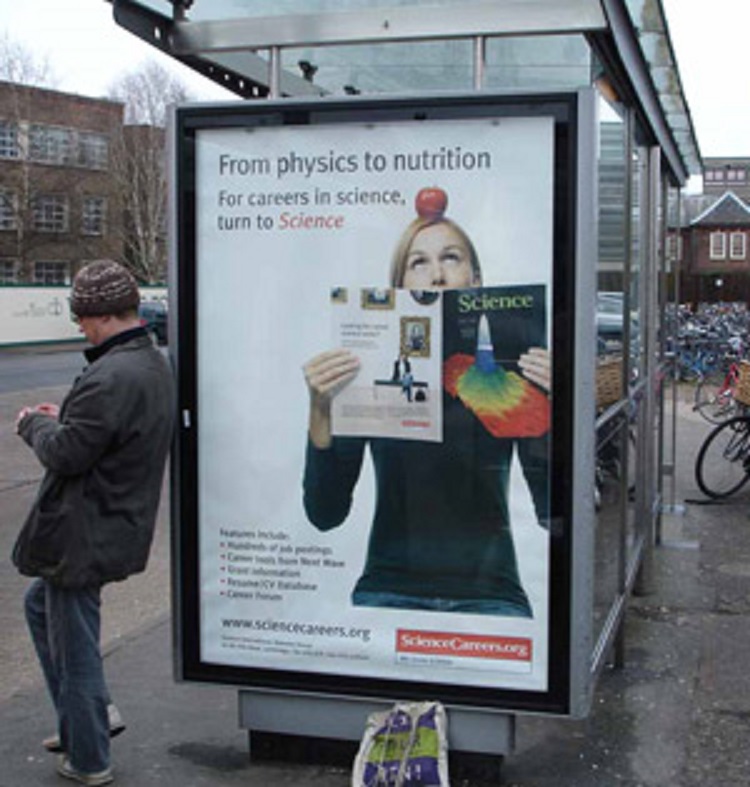 From physics to nutrition
For careers in science,
turn to Science
Science
Features include:
• Hundreds of job postings
• Career tools from Next Wave
• Grant information
• Resume/CV Database
• Career Forum
www.sciencecareers.org
ScienceCareers.org